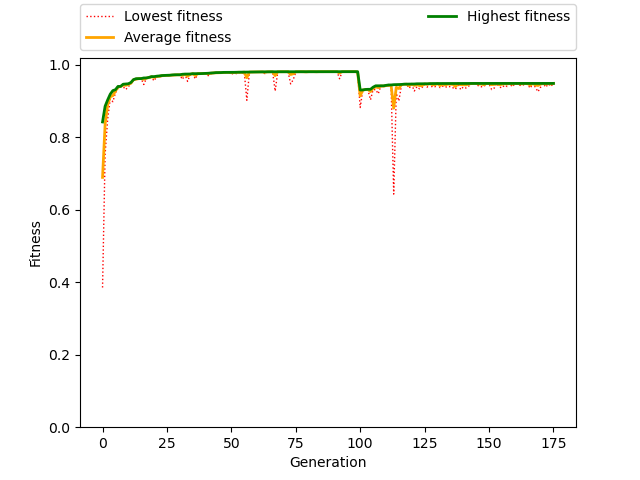 Lowest fitness
Average fitness
Highest fitness
1.0
0.8
0.6
0.4
0.2
0.0
Fitness
0 25 50 75 100 125 150 175
Generation